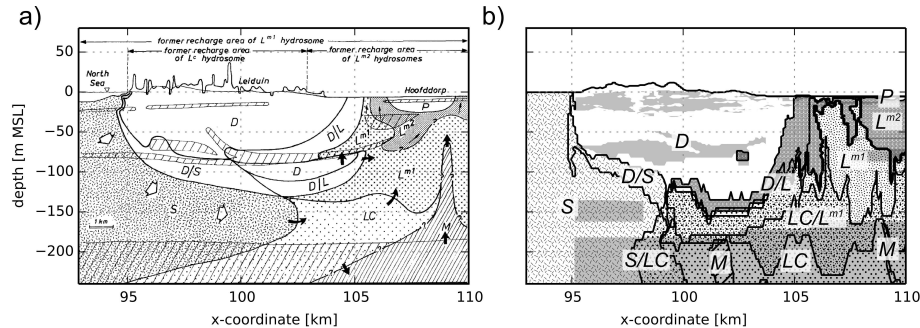 a)
former recharge area of L^m1 hydrosome
former recharge area of L^c hydrosome
former recharge area of L^m2 hydrosomes
North Sea
Leiduin
Hoofddorp
P
D
D/L
L^m1
L^m2
D
D/S
D/L
L^m1
S
LC
M
1 km
50
0
−50
−100
−150
−200
depth [m MSL]
95
100
105
110
x-coordinate [km]
b)
P
L^m2
D
L^m1
D/S
D/L
S
LC/L^m1
S/LC
M
LC
M
95
100
105
110
x-coordinate [km]